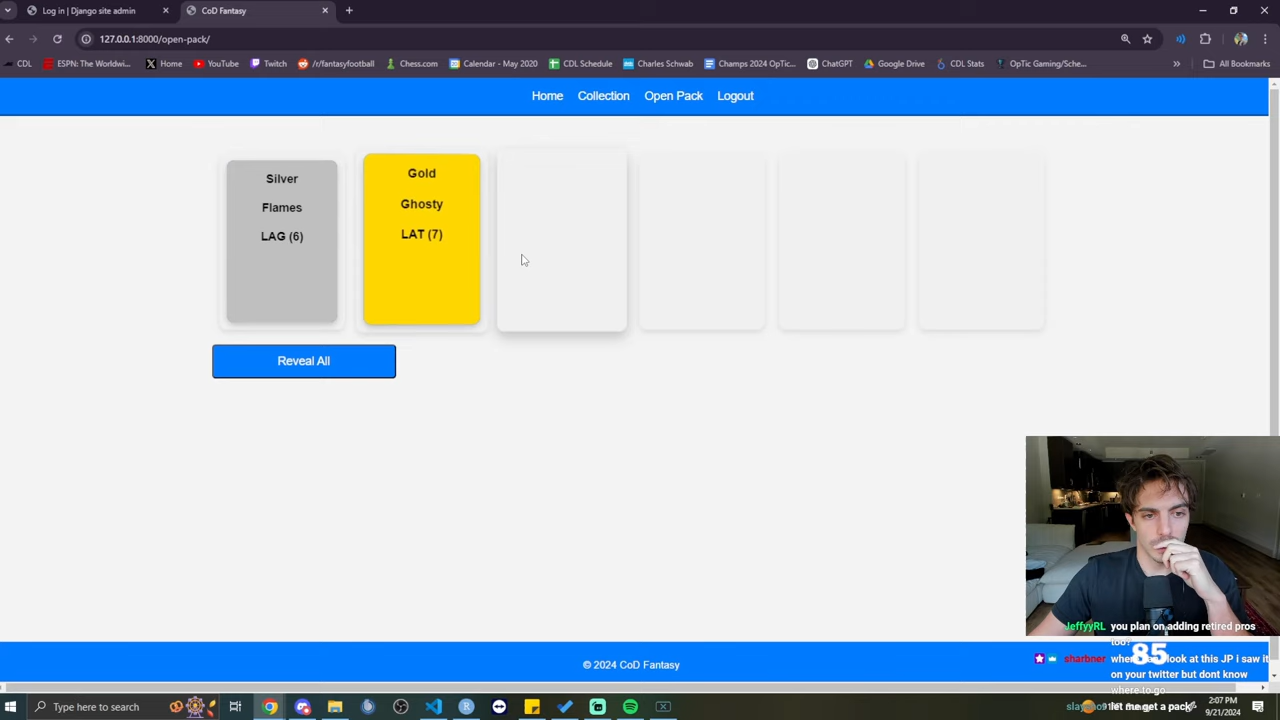 Log in | Django site admin
CoD Fantasy
127.0.0.1:8000/open-pack/
CDL
ESPN: The Worldwi...
Home
YouTube
Twitch
/r/fantasyfootball
Chess.com
Calendar - May 2020
CDL Schedule
Charles Schwab
Champs 2024 OpTic...
ChatGPT
Google Drive
CDL Stats
OpTic Gaming/Sche...
All Bookmarks
Home
Collection
Open Pack
Logout
Silver
Flames
LAG (6)
Gold
Ghosty
LAT (7)
Reveal All
JeffyyRL you plan on adding retired pros
too?
85
sharbner look at this JP i saw it
on your twitter but dont know
where to go
let me get a pack
© 2024 CoD Fantasy
Type here to search
2:07 PM
9/21/2024